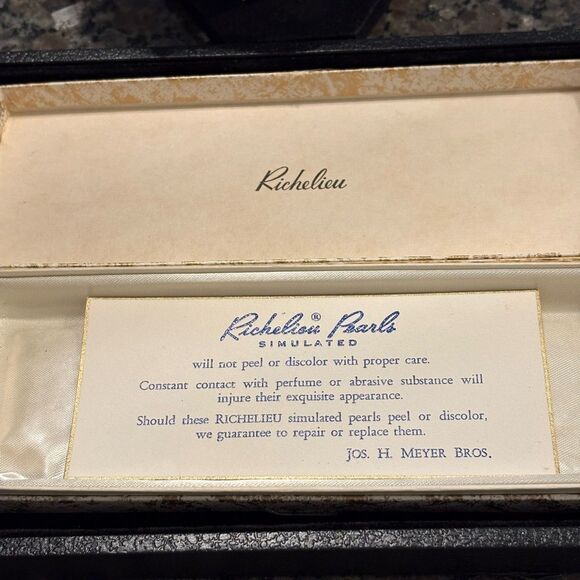 Richelieu
Richelieu® Pearls
SIMULATED
will not peel or discolor with proper care.
Constant contact with perfume or abrasive substance will
injure their exquisite appearance.
Should these RICHELIEU simulated pearls peel or discolor,
we guarantee to repair or replace them.
JOS. H. MEYER BROS.